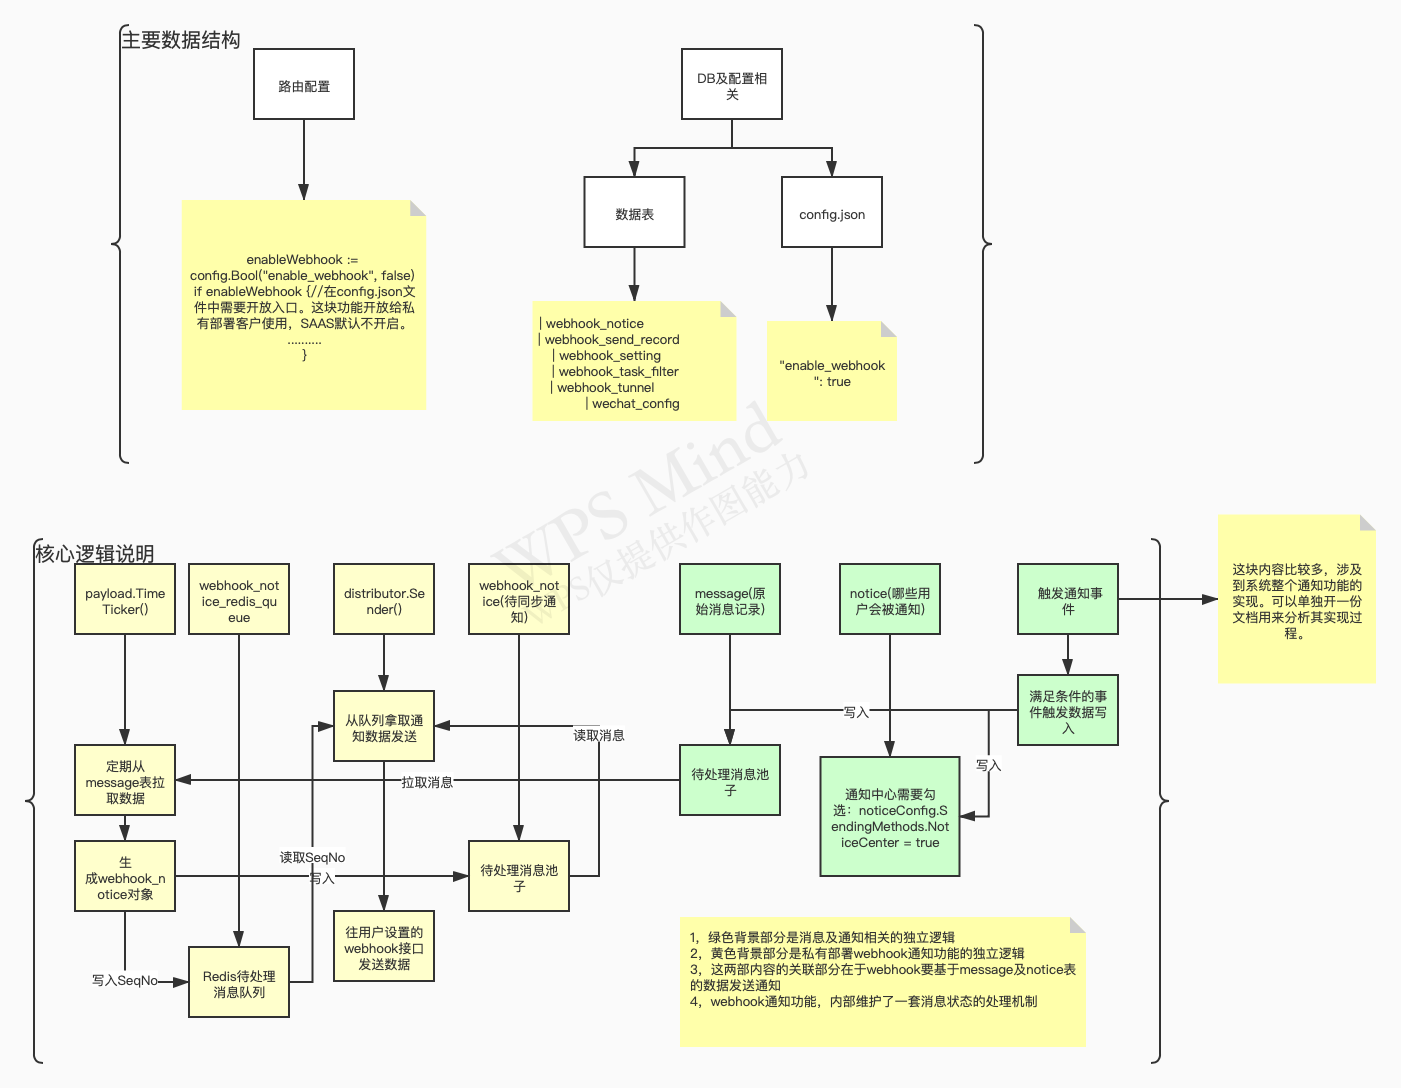 主要数据结构
路由配置
DB及配置相
关
数据表
config.json
enableWebhook :=
config.Bool("enable_webhook", false)
if enableWebhook {//在config.json文
件中需要开放入口。这块功能开放给私
有部署客户使用，SAAS默认不开启。
..........
}
| webhook_notice
| webhook_send_record
| webhook_setting
| webhook_task_filter
| webhook_tunnel
| wechat_config
"enable_webhook
": true
WPS Mind
WPS仅提供作图能力
核心逻辑说明
payload.Time
Ticker()
webhook_not
ice_redis_qu
eue
distributor.Se
nder()
webhook_not
ice(待同步通
知)
message(原
始消息记录)
notice(哪些用
户会被通知)
触发通知事
件
这块内容比较多，涉及
到系统整个通知功能的
实现。可以单独开一份
文档用来分析其实现过
程。
从队列拿取通
知数据发送
满足条件的事
件触发数据写
入
写入
读取消息
定期从
message表拉
取数据
拉取消息
待处理消息池
子
写入
通知中心需要勾
选：noticeConfig.S
endingMethods.Not
iceCenter = true
生
成webhook_n
otice对象
读取SeqNo
写入
待处理消息池
子
往用户设置的
webhook接口
发送数据
写入SeqNo
Redis待处理
消息队列
1，绿色背景部分是消息及通知相关的独立逻辑
2，黄色背景部分是私有部署webhook通知功能的独立逻辑
3，这两部内容的关联部分在于webhook要基于message及notice表
的数据发送通知
4，webhook通知功能，内部维护了一套消息状态的处理机制